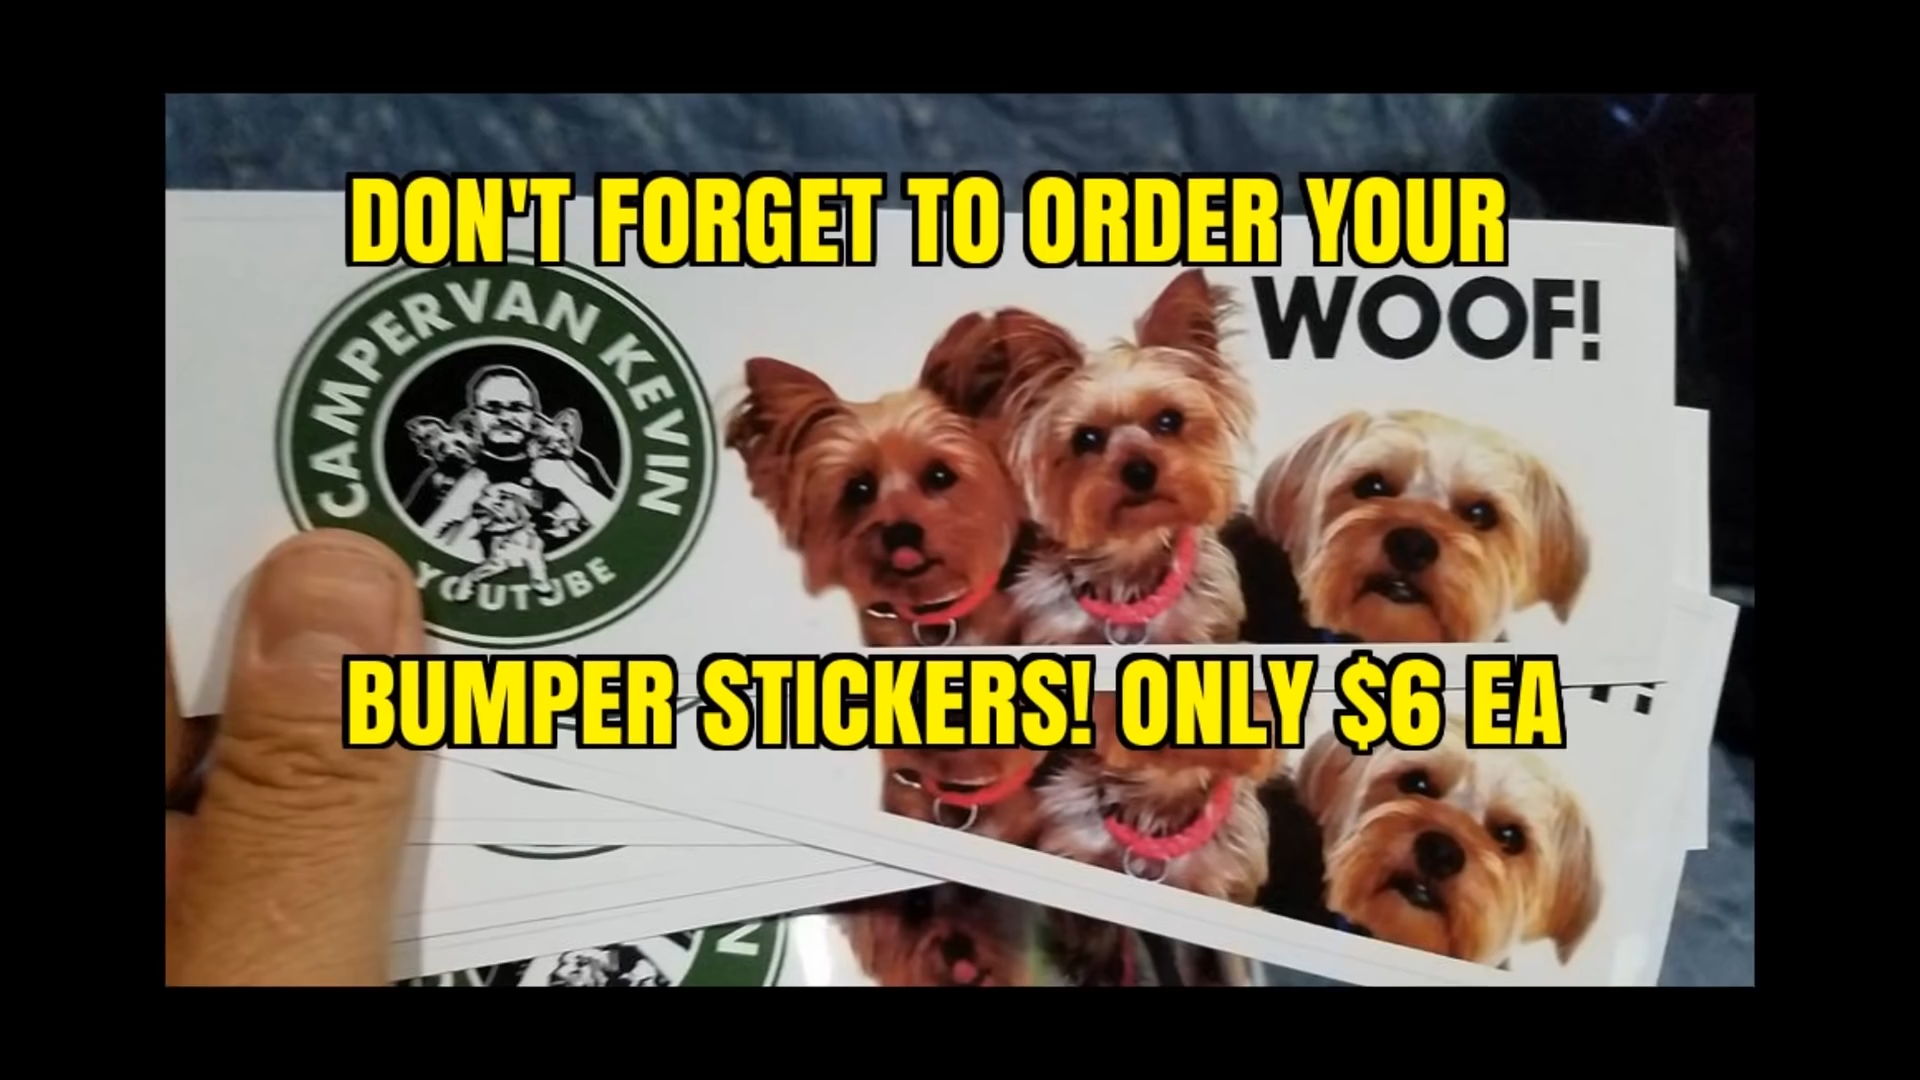 DON'T FORGET TO ORDER YOUR
WOOF!
CAMPERVAN KEVIN
YOUTUBE
BUMPER STICKERS! ONLY $6 EA